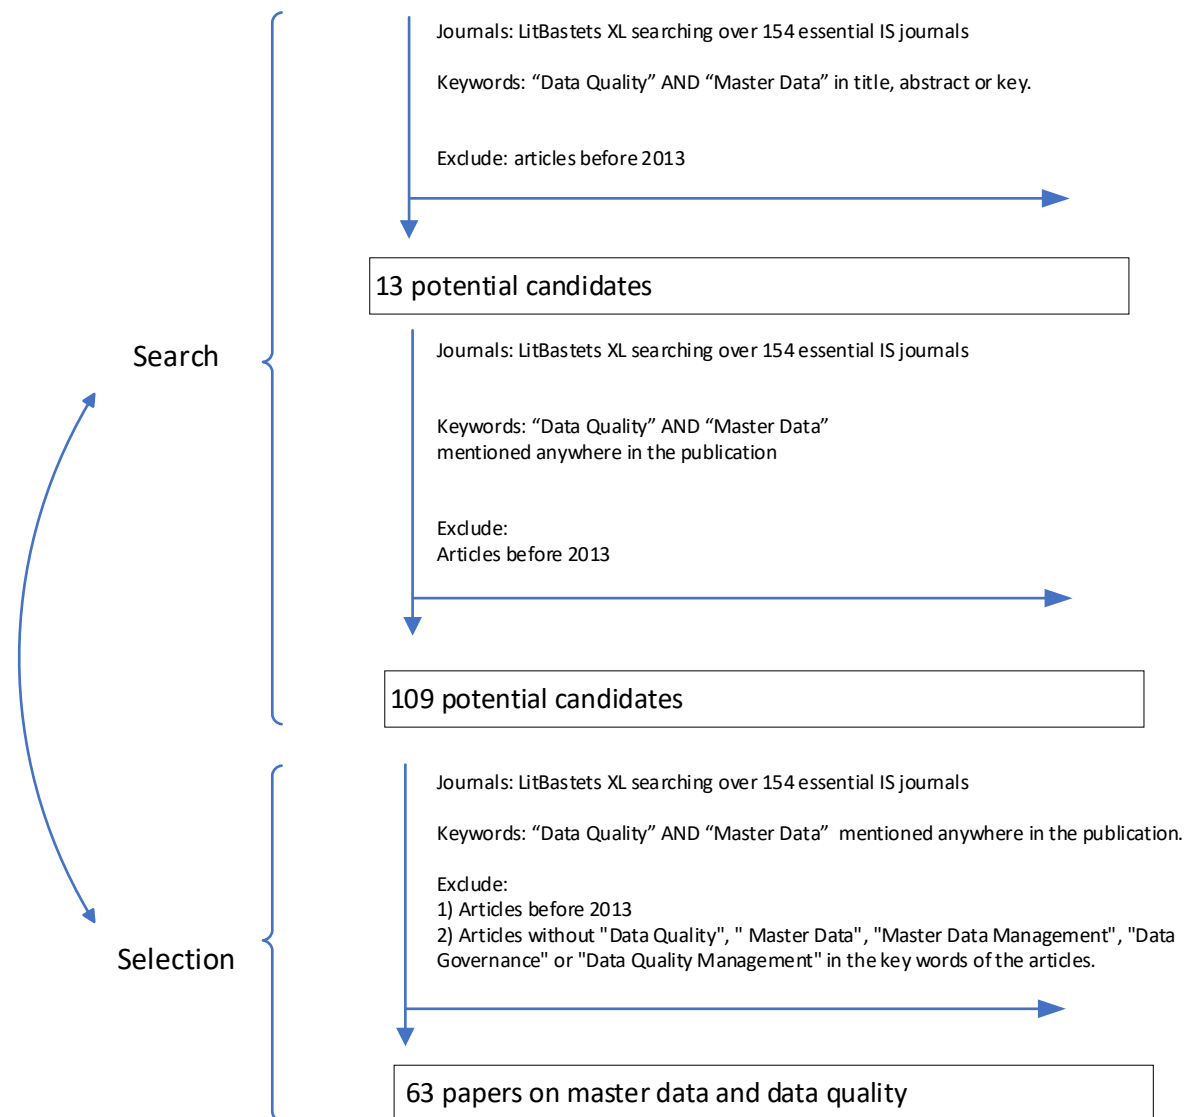 Journals: LitBastets XL searching over 154 essential IS journals
Keywords: “Data Quality” AND “Master Data” in title, abstract or key.
Exclude: articles before 2013
13 potential candidates
Search
Journals: LitBastets XL searching over 154 essential IS journals
Keywords: “Data Quality” AND “Master Data”
mentioned anywhere in the publication
Exclude:
Articles before 2013
109 potential candidates
Selection
Journals: LitBastets XL searching over 154 essential IS journals
Keywords: “Data Quality” AND “Master Data”  mentioned anywhere in the publication.
Exclude:
1) Articles before 2013
2) Articles without "Data Quality", " Master Data", "Master Data Management", "Data
Governance" or "Data Quality Management" in the key words of the articles.
63 papers on master data and data quality